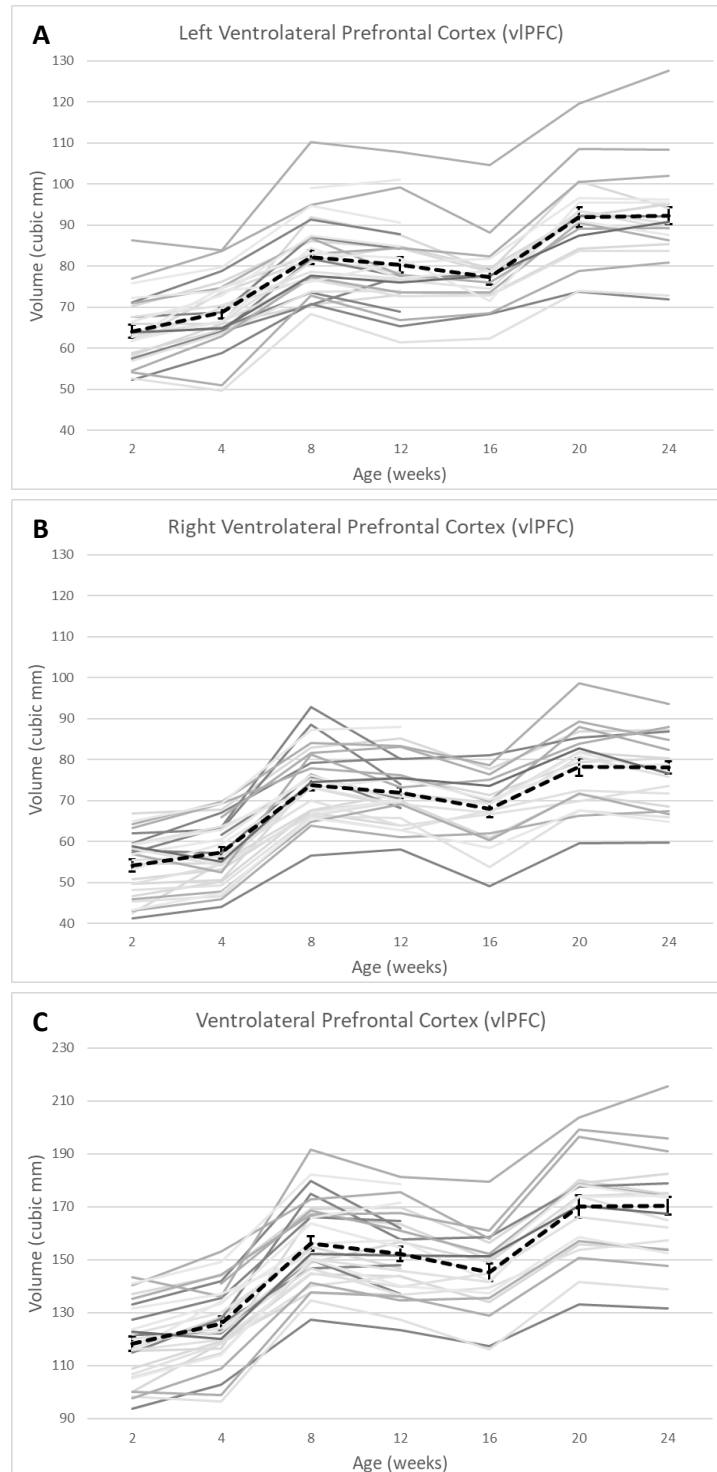 A
Left Ventrolateral Prefrontal Cortex (vlPFC)
130
120
110
100
90
80
70
60
50
40
Volume (cubic mm)
2 4 8 12 16 20 24
Age (weeks)
B
Right Ventrolateral Prefrontal Cortex (vlPFC)
130
120
110
100
90
80
70
60
50
40
Volume (cubic mm)
2 4 8 12 16 20 24
Age (weeks)
C
Ventrolateral Prefrontal Cortex (vlPFC)
230
210
190
170
150
130
110
90
Volume (cubic mm)
2 4 8 12 16 20 24
Age (weeks)